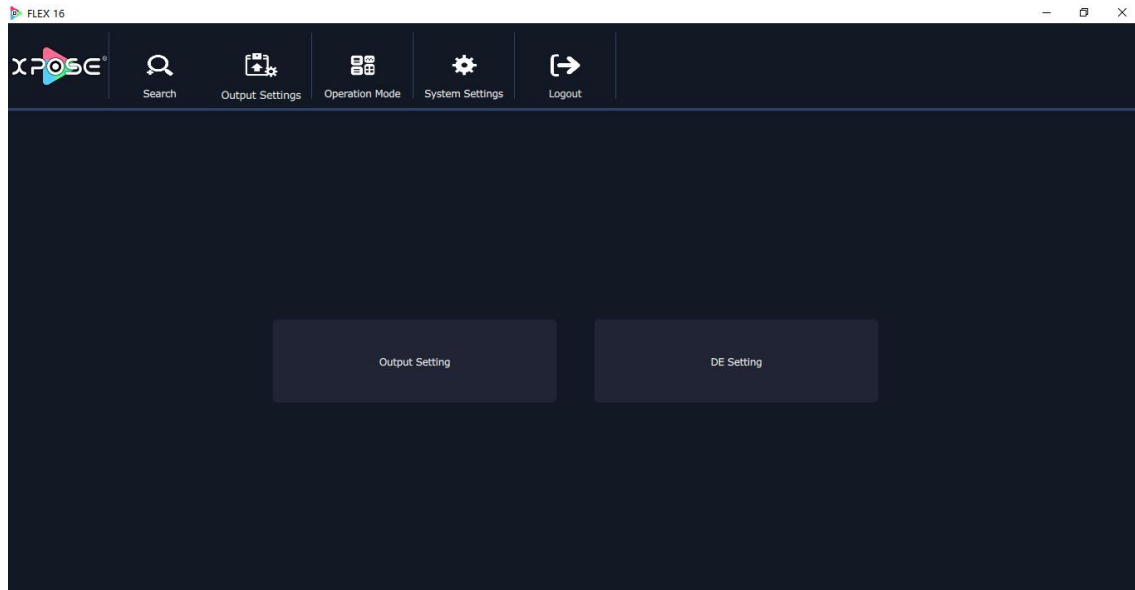 FLEX 16
XPOSE®
Search
Output Settings
Operation Mode
System Settings
Logout
Output Setting
DE Setting